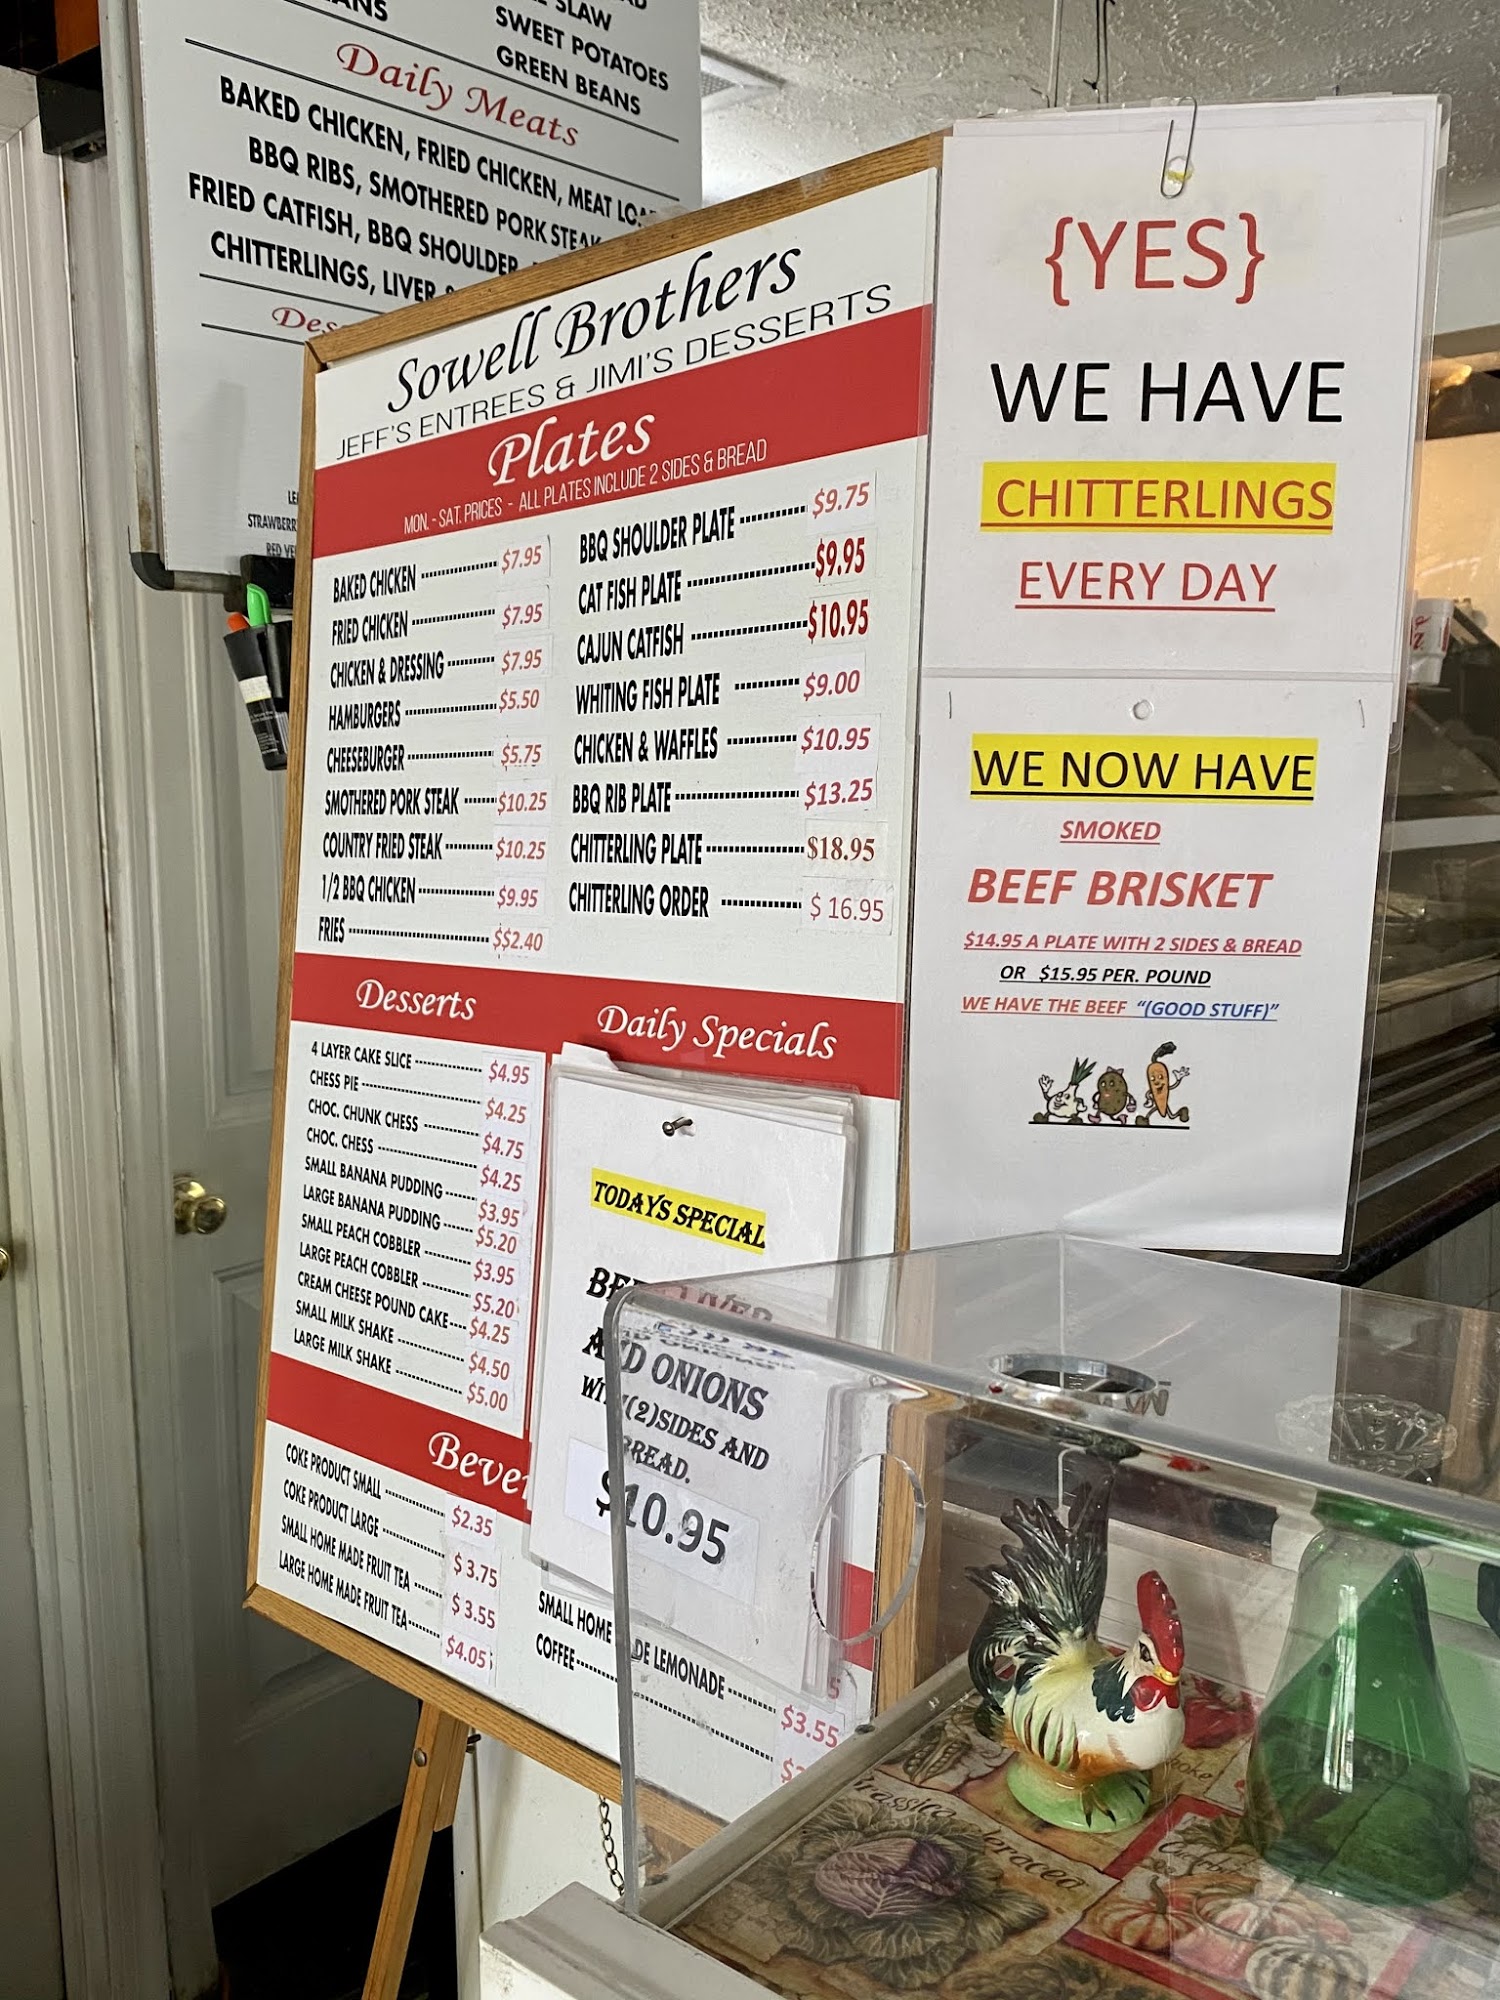 SLAW
SWEET POTATOES
GREEN BEANS
Daily Meats
BAKED CHICKEN, FRIED CHICKEN, MEAT
BBQ RIBS, SMOTHERED PORK STEAK
FRIED CATFISH, BBQ SHOULDER,
CHITTERLINGS, LIVER
Sowell Brothers
JEFF'S ENTREES & JIMI'S DESSERTS
Plates
MON. - SAT. PRICES - ALL PLATES INCLUDE 2 SIDES & BREAD
BAKED CHICKEN $7.95
FRIED CHICKEN $7.95
CHICKEN & DRESSING $7.95
HAMBURGERS $5.50
CHEESEBURGER $5.75
SMOTHERED PORK STEAK $10.25
COUNTRY FRIED STEAK $10.25
1/2 BBQ CHICKEN $9.95
FRIES $$2.40
BBQ SHOULDER PLATE $9.75
CAT FISH PLATE $9.95
CAJUN CATFISH $10.95
WHITING FISH PLATE $9.00
CHICKEN & WAFFLES $10.95
BBQ RIB PLATE $13.25
CHITTERLING PLATE $18.95
CHITTERLING ORDER $ 16.95
Desserts
4 LAYER CAKE SLICE $4.95
CHESS PIE $4.25
CHOC. CHUNK CHESS $4.75
CHOC. CHESS $4.25
SMALL BANANA PUDDING $3.95
LARGE BANANA PUDDING $5.20
SMALL PEACH COBBLER $3.95
LARGE PEACH COBBLER $5.20
CREAM CHEESE POUND CAKE $4.25
SMALL MILK SHAKE $4.50
LARGE MILK SHAKE $5.00
Daily Specials
TODAYS SPECIAL
AND ONIONS
WITH (2)SIDES AND
BREAD.
$10.95
COKE PRODUCT SMALL $2.35
COKE PRODUCT LARGE $ 3.75
SMALL HOME MADE FRUIT TEA $ 3.55
LARGE HOME MADE FRUIT TEA $4.05
SMALL HOME MADE LEMONADE $3.55
COFFEE
{YES}
WE HAVE
CHITTERLINGS
EVERY DAY
WE NOW HAVE
SMOKED
BEEF BRISKET
$14.95 A PLATE WITH 2 SIDES & BREAD
OR $15.95 PER. POUND
WE HAVE THE BEEF "(GOOD STUFF)"
Brassica